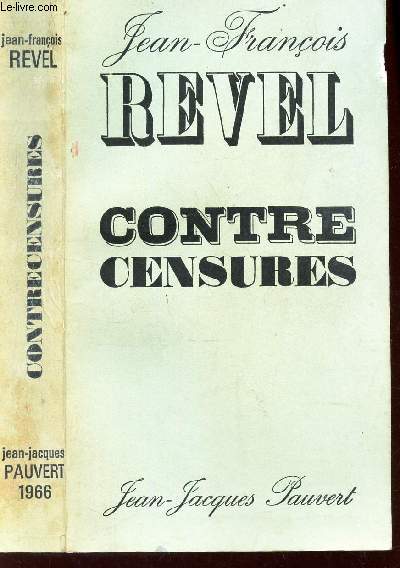 Le-Livre.com
jean-françois
REVEL
CONTRECENSURES
jean-jacques
PAUVERT
1966
Jean-François
REVEL
CONTRE
CENSURES
Jean-Jacques Pauvert